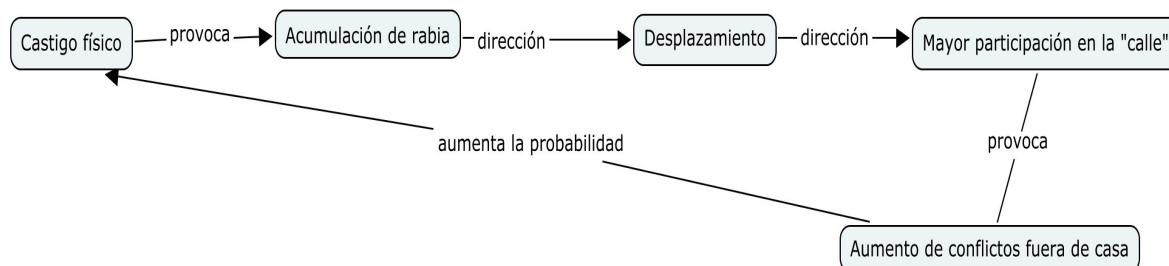 Castigo físico
provoca
Acumulación de rabia
dirección
Desplazamiento
dirección
Mayor participación en la "calle"
aumenta la probabilidad
provoca
Aumento de conflictos fuera de casa